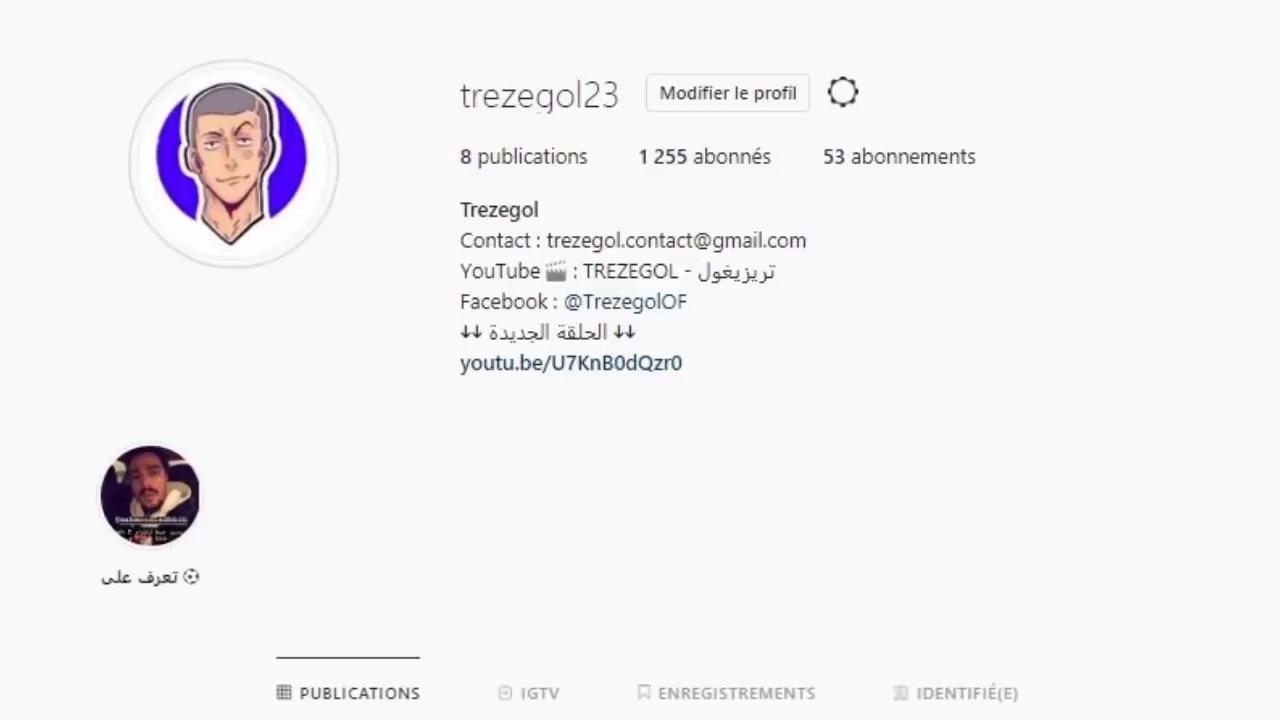 trezegol23 Modifier le profil
8 publications 1 255 abonnés 53 abonnements
Trezegol
Contact : trezegol.contact@gmail.com
YouTube 🎬 : TREZEGOL - تريزيغول
Facebook : @TrezegolOF
↓↓ الحلقة الجديدة ↓↓
youtu.be/U7KnB0dQzr0
تعرف على ⚽
PUBLICATIONS IGTV ENREGISTREMENTS IDENTIFIÉ(E)